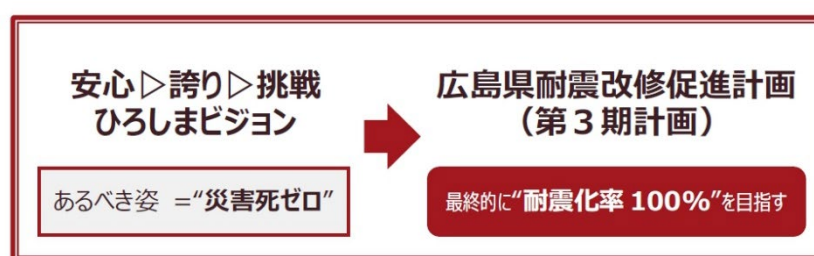 安心▷誇り▷挑戦
ひろしまビジョン
あるべき姿 =“災害死ゼロ”
広島県耐震改修促進計画
（第３期計画）
最終的に“耐震化率 100%”を目指す